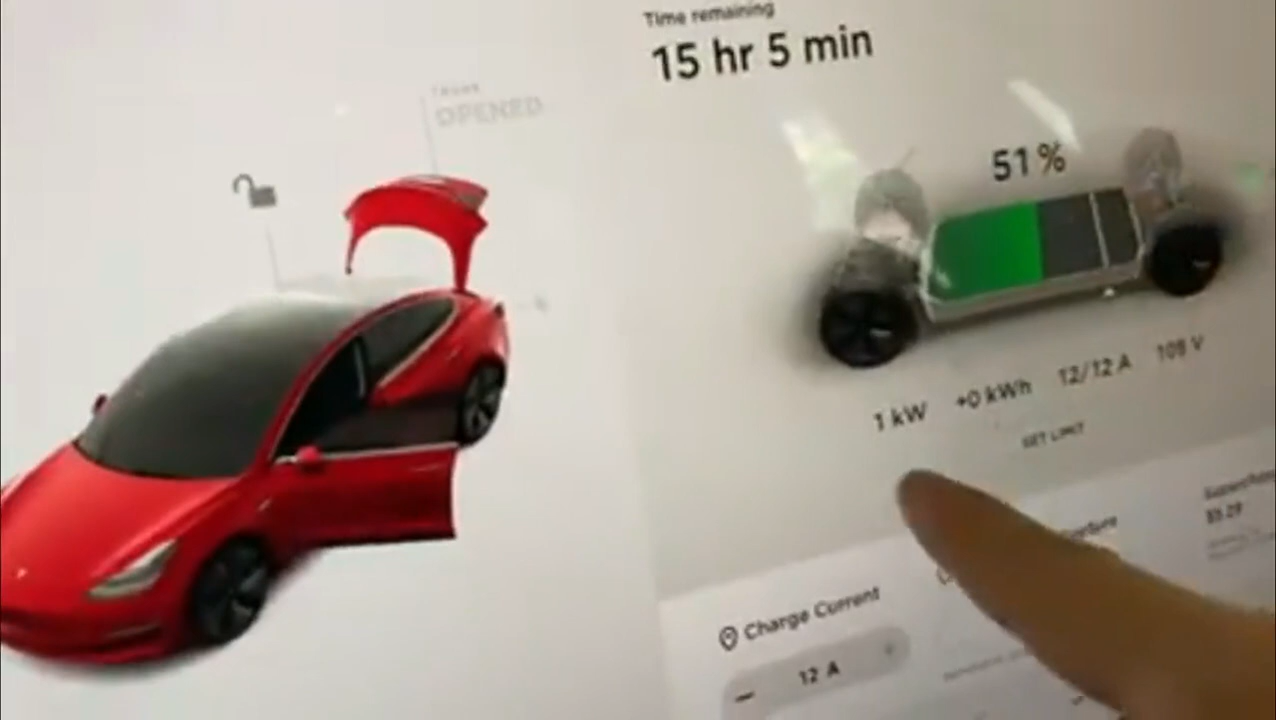 Time remaining
15 hr 5 min
TRUNK
OPENED
51%
1 kW +0 kWh 12/12 A 108 V
SET LIMIT
Charge Current
12 A